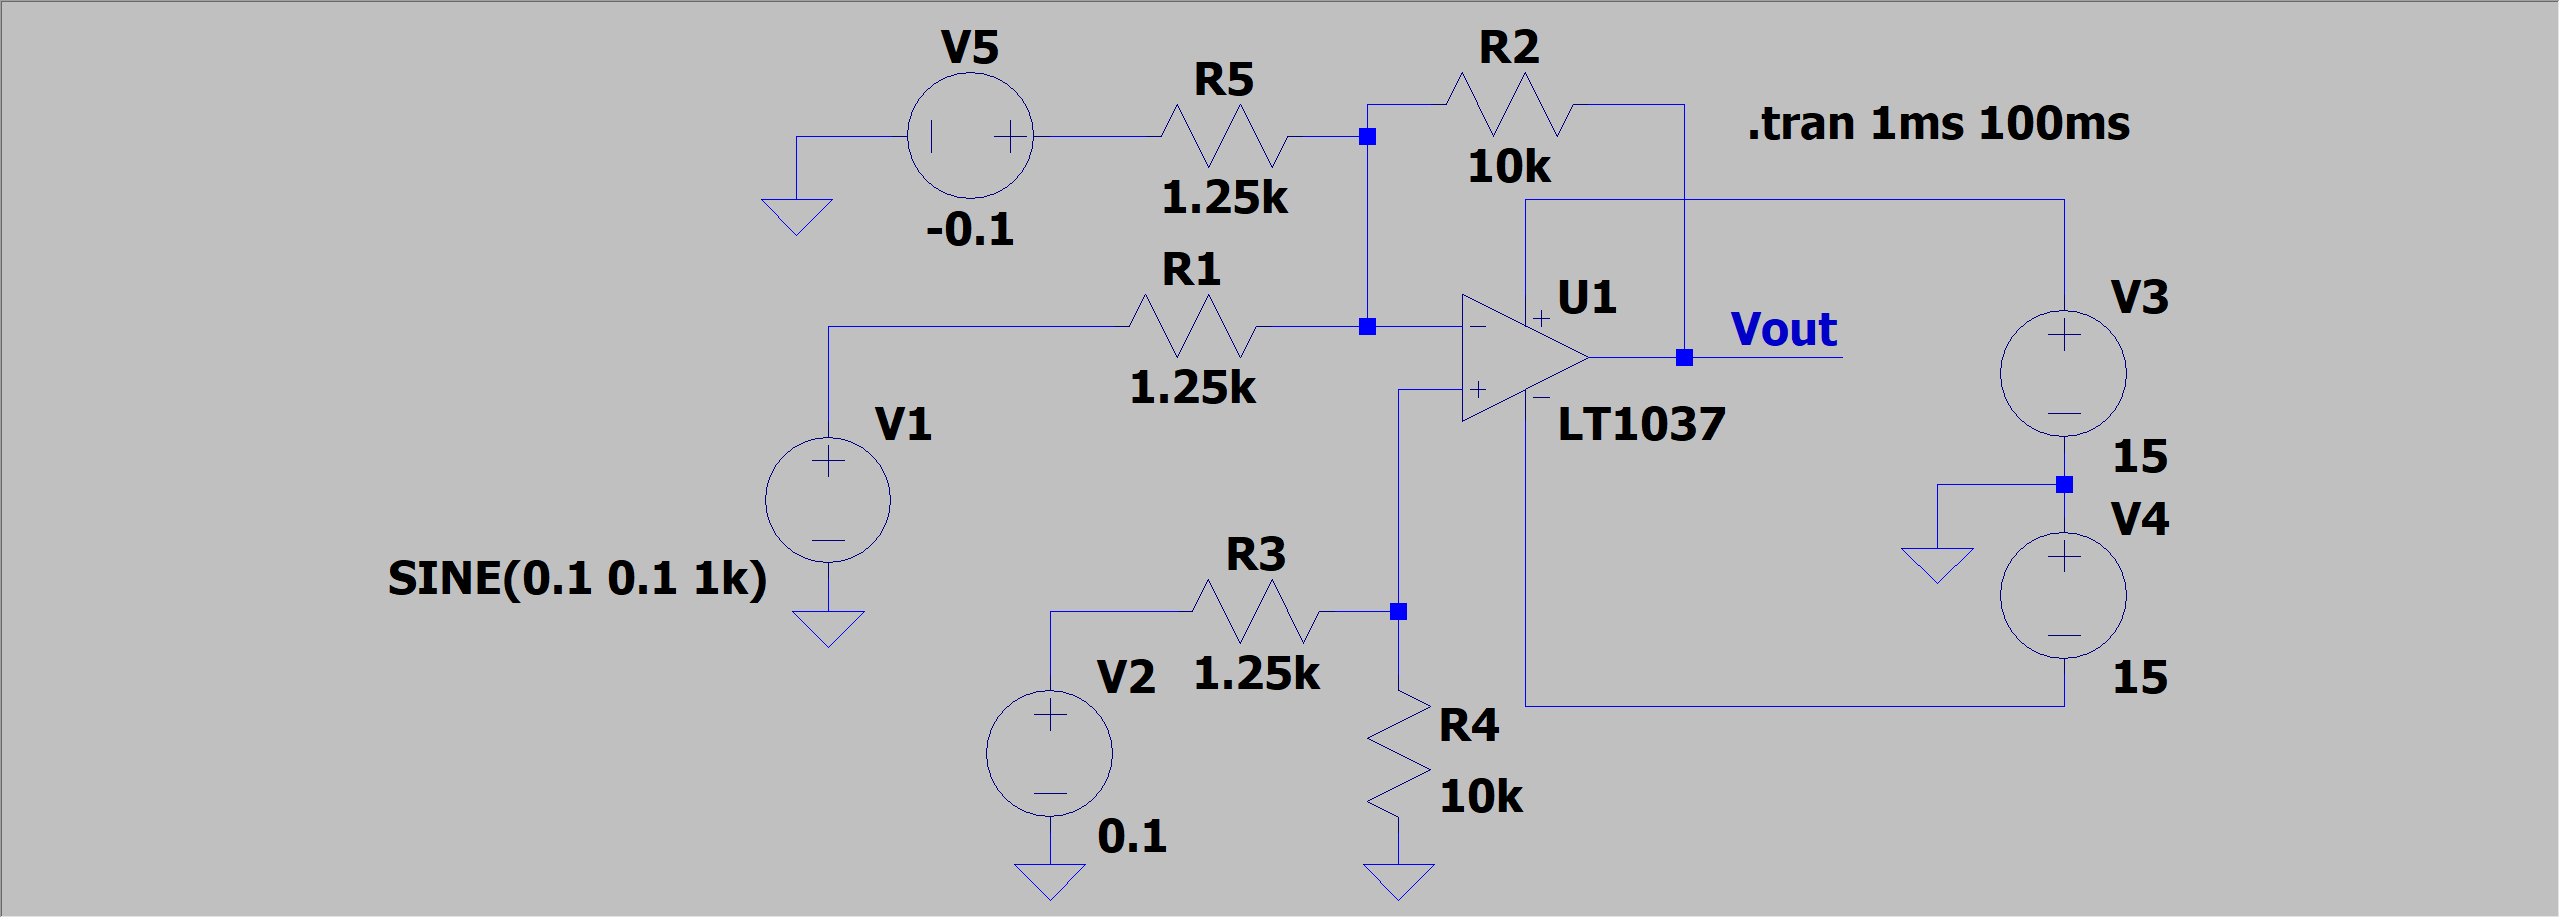 V5
R5
1.25k
-0.1
R2
10k
.tran 1ms 100ms
R1
1.25k
U1
LT1037
Vout
V3
15
V4
15
V1
SINE(0.1 0.1 1k)
R3
1.25k
V2
0.1
R4
10k